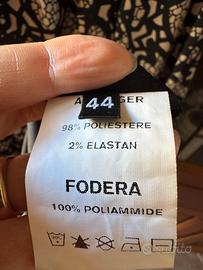 44
98% POLIESTERE
2% ELASTAN
FODERA
100% POLIAMMIDE